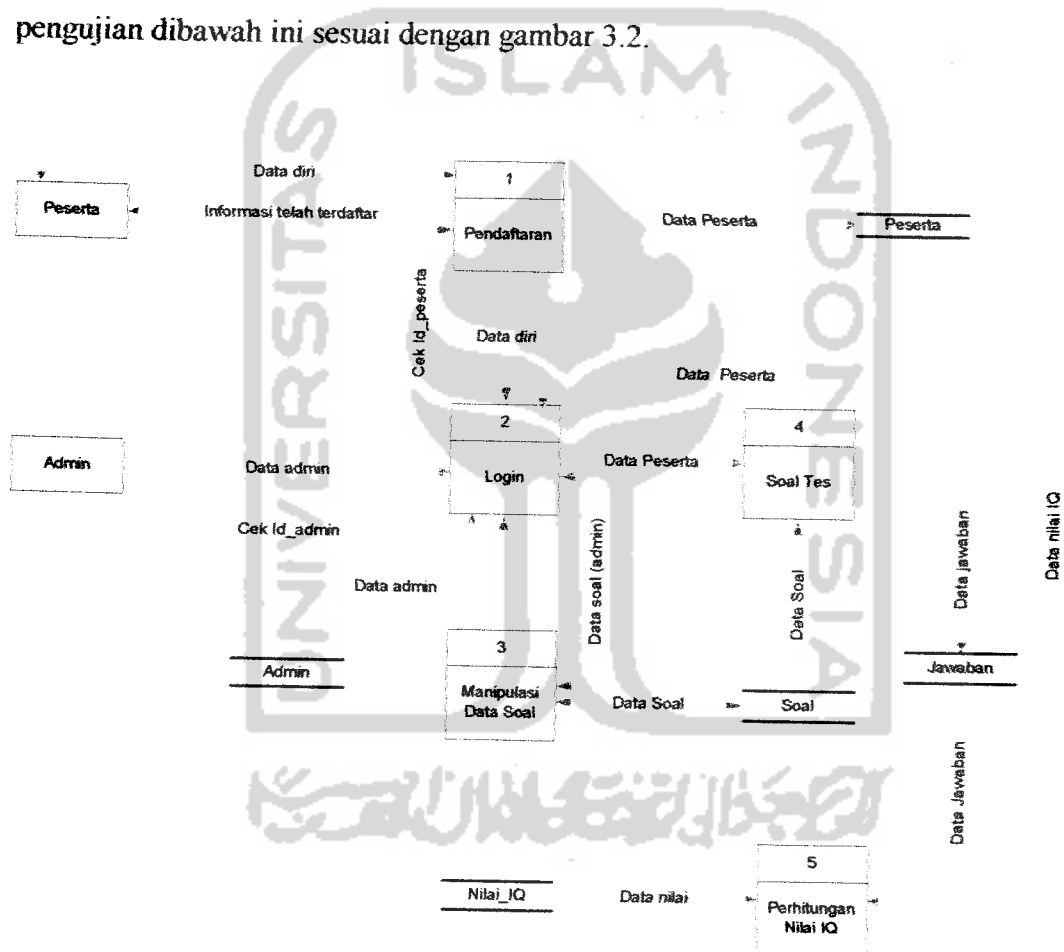 pengujian dibawah ini sesuai dengan gambar 3.2.
ISLAM
UNIVERSITAS
INDONESIA
Data diri
1
Peserta
Informasi telah terdaftar
Pendaftaran
Data Peserta
Peserta
Cek Id_peserta
Data diri
Data Peserta
2
4
Admin
Data admin
Login
Data Peserta
Soal Tes
Cek Id_admin
Data admin
Data soal (admin)
Data Soal
Data jawaban
Data nilai IQ
3
Admin
Manipulasi
Data Soal
Data Soal
Soal
Jawaban
Data Jawaban
5
Nilai_IQ
Data nilai
Perhitungan
Nilai IQ